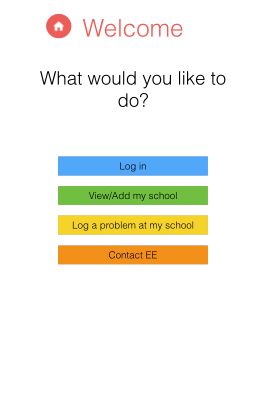 Welcome
What would you like to
do?
Log in
View/Add my school
Log a problem at my school
Contact EE